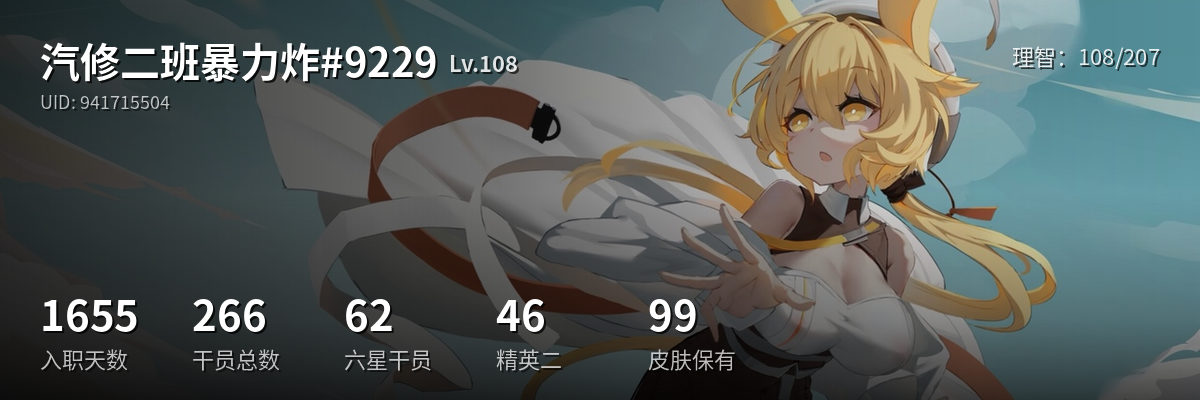 汽修二班暴力炸#9229 Lv.108
理智：108/207
UID: 941715504
1655 266 62 46 99
入职天数 干员总数 六星干员 精英二 皮肤保有